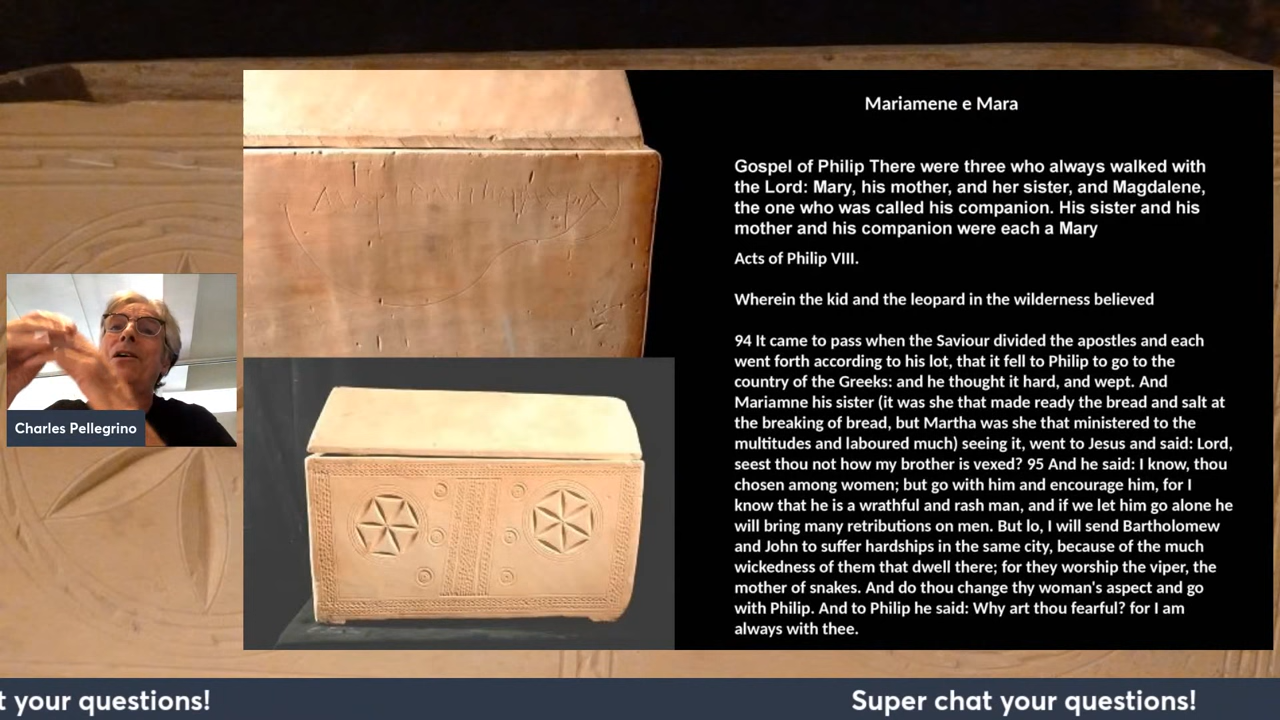 Mariamene e Mara
Gospel of Philip There were three who always walked with
the Lord: Mary, his mother, and her sister, and Magdalene,
the one who was called his companion. His sister and his
mother and his companion were each a Mary
Acts of Philip VIII.
Wherein the kid and the leopard in the wilderness believed
94 It came to pass when the Saviour divided the apostles and each
went forth according to his lot, that it fell to Philip to go to the
country of the Greeks: and he thought it hard, and wept. And
Mariamne his sister (it was she that made ready the bread and salt at
the breaking of bread, but Martha was she that ministered to the
multitudes and laboured much) seeing it, went to Jesus and said: Lord,
seest thou not how my brother is vexed? 95 And he said: I know, thou
chosen among women; but go with him and encourage him, for I
know that he is a wrathful and rash man, and if we let him go alone he
will bring many retributions on men. But lo, I will send Bartholomew
and John to suffer hardships in the same city, because of the much
wickedness of them that dwell there; for they worship the viper, the
mother of snakes. And do thou change thy woman's aspect and go
with Philip. And to Philip he said: Why art thou fearful? for I am
always with thee.
Charles Pellegrino
t your questions!
Super chat your questions!